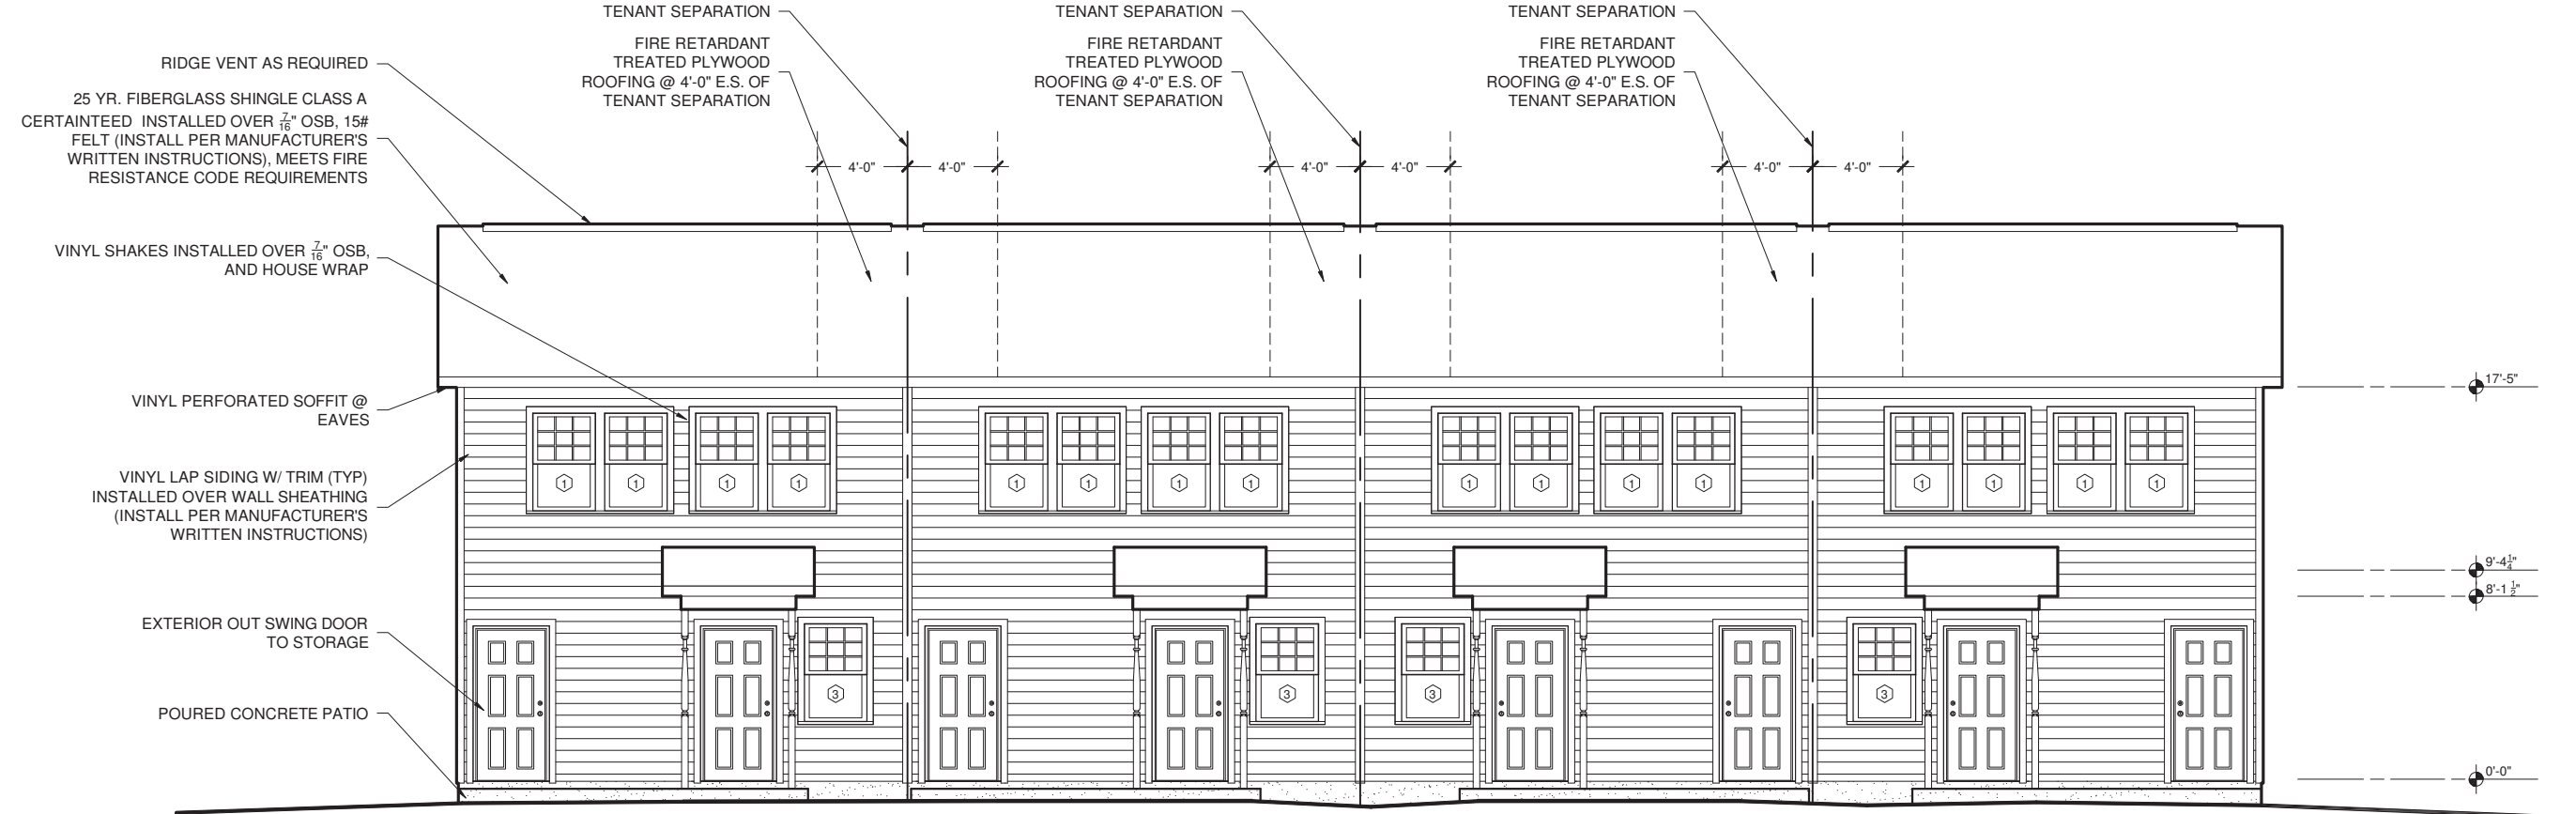 TENANT SEPARATION
TENANT SEPARATION
TENANT SEPARATION
FIRE RETARDANT
TREATED PLYWOOD
ROOFING @ 4'-0" E.S. OF
TENANT SEPARATION
FIRE RETARDANT
TREATED PLYWOOD
ROOFING @ 4'-0" E.S. OF
TENANT SEPARATION
FIRE RETARDANT
TREATED PLYWOOD
ROOFING @ 4'-0" E.S. OF
TENANT SEPARATION
RIDGE VENT AS REQUIRED
25 YR. FIBERGLASS SHINGLE CLASS A
CERTAINTEED INSTALLED OVER 7/16" OSB, 15#
FELT (INSTALL PER MANUFACTURER'S
WRITTEN INSTRUCTIONS), MEETS FIRE
RESISTANCE CODE REQUIREMENTS
4'-0" 4'-0" 4'-0" 4'-0" 4'-0" 4'-0"
VINYL SHAKES INSTALLED OVER 7/16" OSB,
AND HOUSE WRAP
VINYL PERFORATED SOFFIT @
EAVES
17'-5"
VINYL LAP SIDING W/ TRIM (TYP)
INSTALLED OVER WALL SHEATHING
(INSTALL PER MANUFACTURER'S
WRITTEN INSTRUCTIONS)
1 1 1 1 1 1 1 1 1 1 1 1 1 1 1 1
9'-4 1/4"
8'-1 1/2"
EXTERIOR OUT SWING DOOR
TO STORAGE
3 3 3 3
POURED CONCRETE PATIO
0'-0"